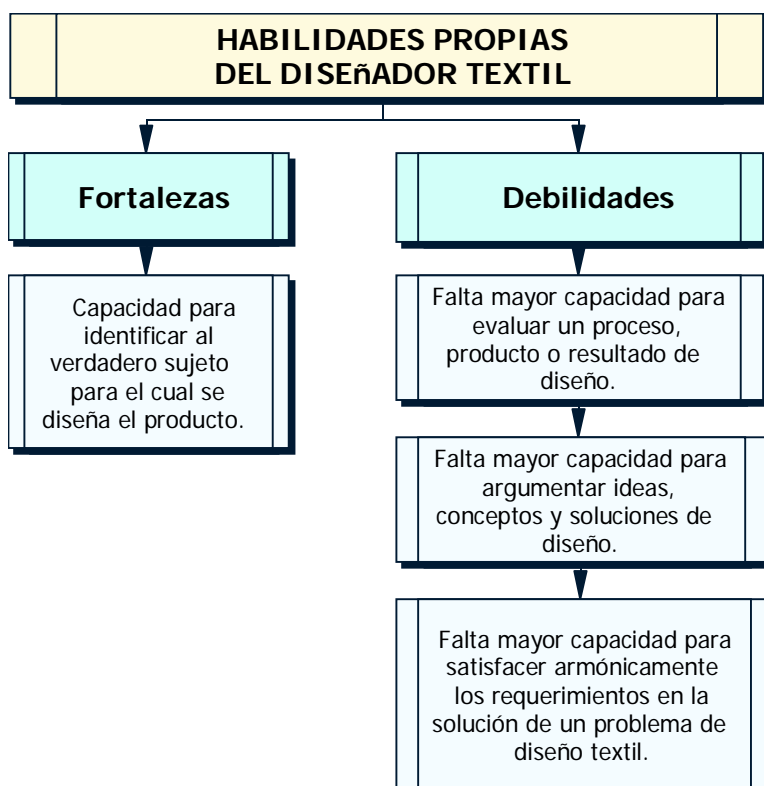 HABILIDADES PROPIAS
DEL DISEñADOR TEXTIL
Fortalezas
Debilidades
Capacidad para
identificar al
verdadero sujeto
para el cual se
diseña el producto.
Falta mayor capacidad para
evaluar un proceso,
producto o resultado de
diseño.
Falta mayor capacidad para
argumentar ideas,
conceptos y soluciones de
diseño.
Falta mayor capacidad para
satisfacer armónicamente
los requerimientos en la
solución de un problema de
diseño textil.